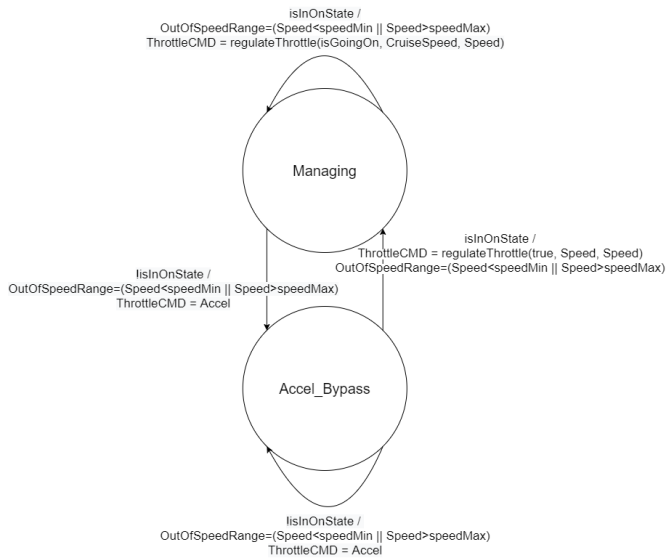 isInOnState /
OutOfSpeedRange=(Speed<speedMin || Speed>speedMax)
ThrottleCMD = regulateThrottle(isGoingOn, CruiseSpeed, Speed)
Managing
isInOnState /
ThrottleCMD = regulateThrottle(true, Speed, Speed)
OutOfSpeedRange=(Speed<speedMin || Speed>speedMax)
!isInOnState /
OutOfSpeedRange=(Speed<speedMin || Speed>speedMax)
ThrottleCMD = Accel
Accel_Bypass
!isInOnState /
OutOfSpeedRange=(Speed<speedMin || Speed>speedMax)
ThrottleCMD = Accel